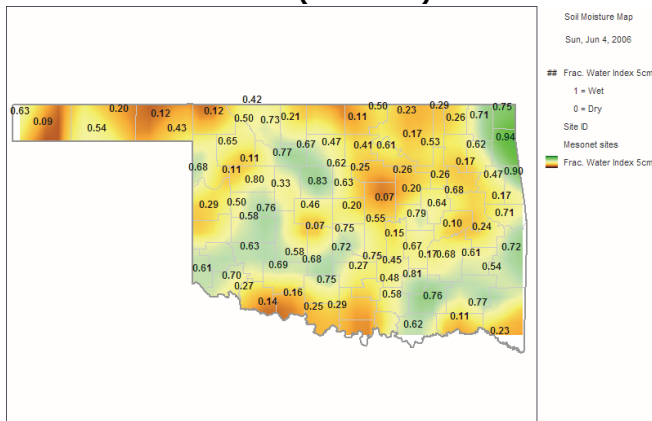 Soil Moisture Map
Sun, Jun 4, 2006
## Frac. Water Index 5cm
1 = Wet
0 = Dry
Site ID
Mesonet sites
Frac. Water Index 5cm
0.42
0.63 0.20 0.12 0.12 0.50 0.23 0.29 0.75
0.09 0.54 0.43 0.50 0.73 0.21 0.11 0.26 0.71
0.65 0.67 0.47 0.41 0.61 0.17 0.53 0.62 0.94
0.68 0.11 0.11 0.77 0.62 0.25 0.26 0.26 0.17 0.47 0.90
0.80 0.33 0.83 0.63 0.07 0.20 0.68 0.17
0.29 0.50 0.76 0.46 0.20 0.64 0.71
0.58 0.07 0.75 0.55 0.79 0.10 0.24
0.63 0.58 0.72 0.15 0.67 0.72
0.61 0.69 0.68 0.27 0.75 0.45 0.17 0.68 0.61 0.54
0.70 0.27 0.75 0.48 0.81
0.14 0.16 0.25 0.29 0.58 0.76 0.77
0.62 0.11 0.23